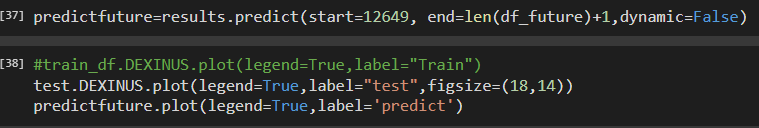 [37] predictfuture=results.predict(start=12649, end=len(df_future)+1,dynamic=False)
[38] #train_df.DEXINUS.plot(legend=True,label="Train")
test.DEXINUS.plot(legend=True,label="test",figsize=(18,14))
predictfuture.plot(legend=True,label='predict')